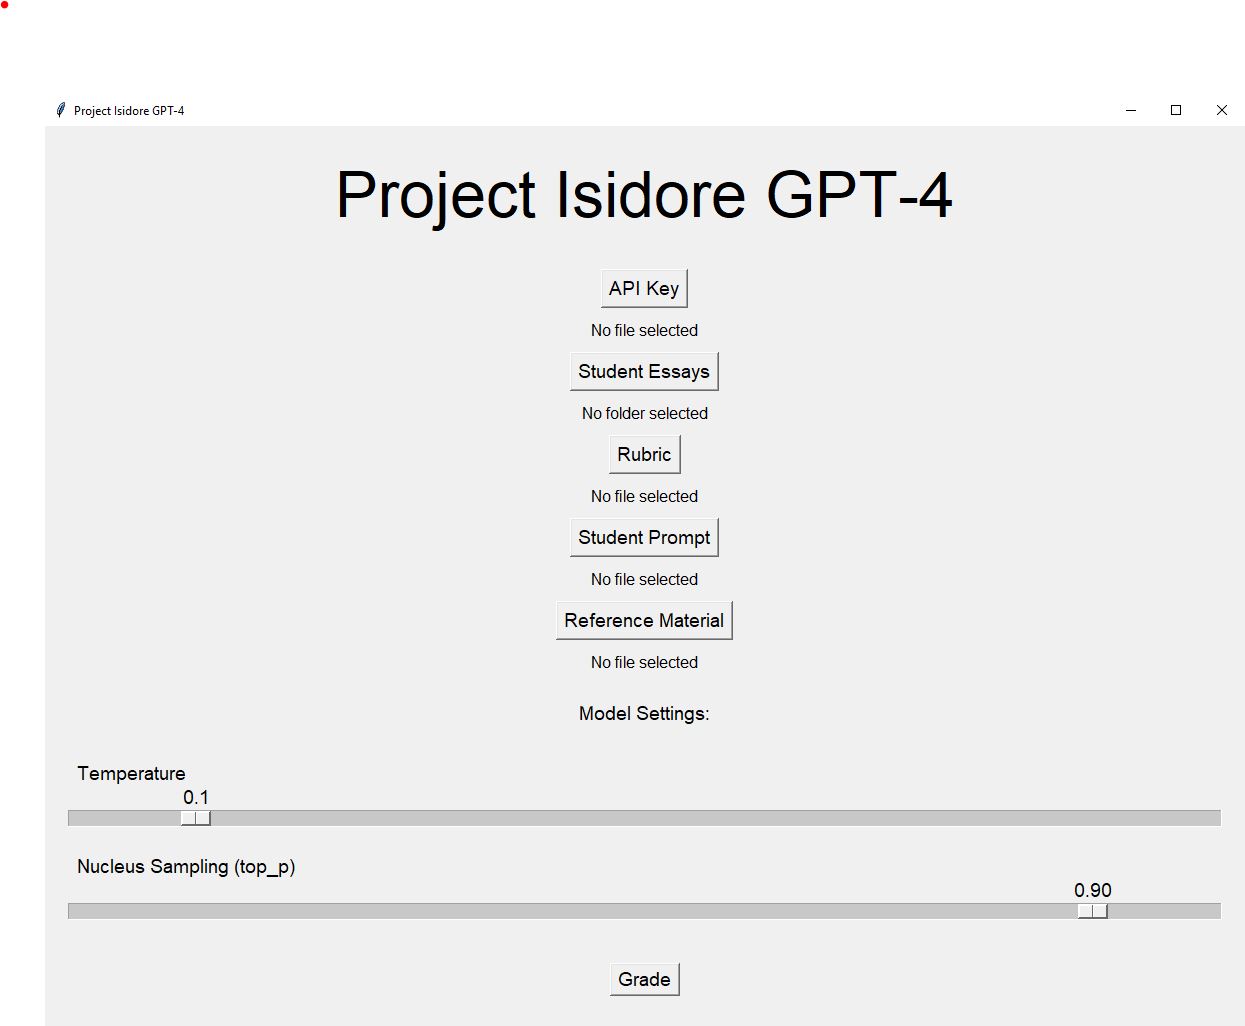 Project Isidore GPT-4
Project Isidore GPT-4
API Key
No file selected
Student Essays
No folder selected
Rubric
No file selected
Student Prompt
No file selected
Reference Material
No file selected
Model Settings:
Temperature
0.1
Nucleus Sampling (top_p)
0.90
Grade